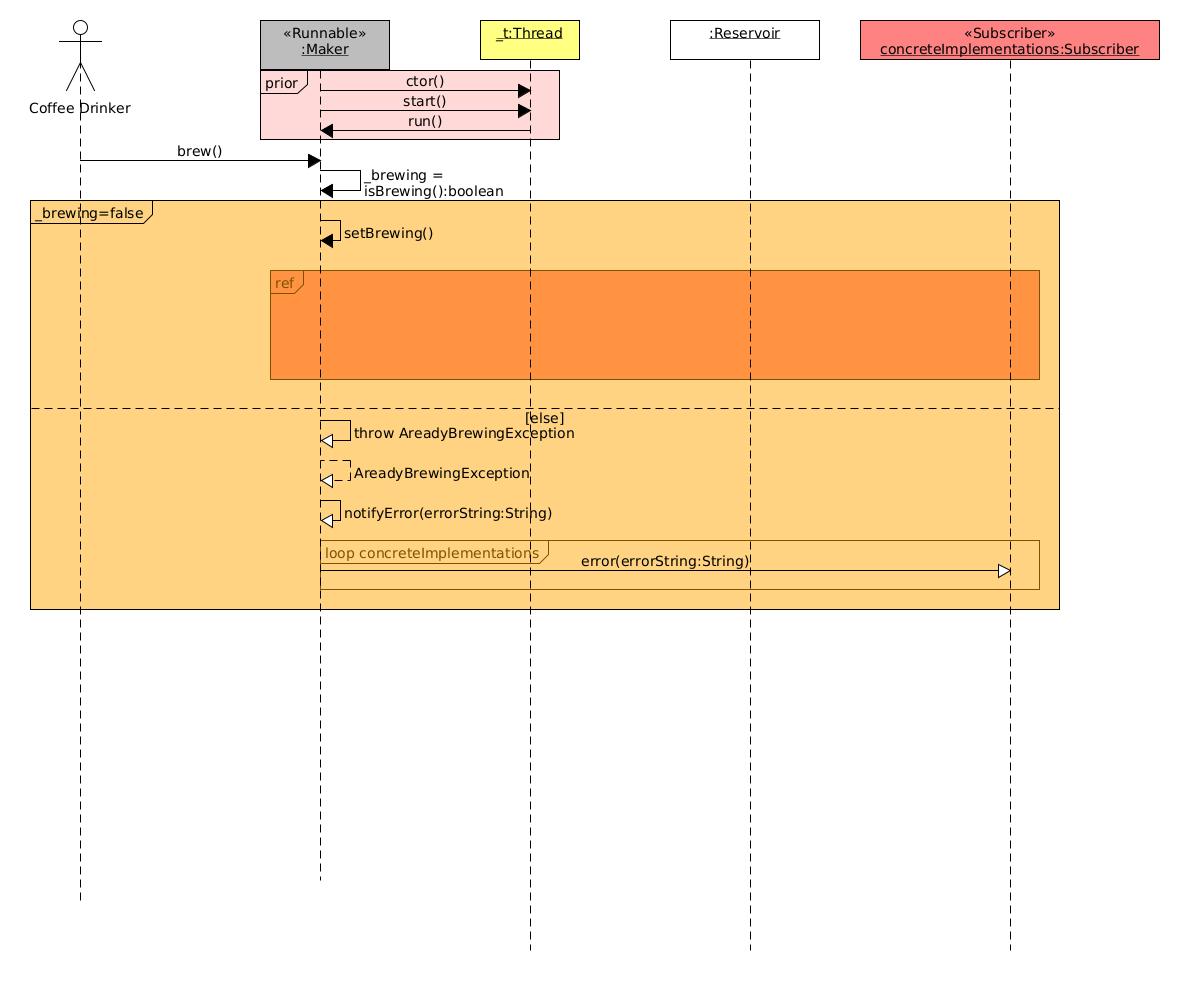 Coffee Drinker
«Runnable»
:Maker
_t:Thread
:Reservoir
«Subscriber»
concreteImplementations:Subscriber
prior
ctor()
start()
run()
brew()
_brewing =
isBrewing():boolean
_brewing=false
setBrewing()
ref
[else]
throw AreadyBrewingException
AreadyBrewingException
notifyError(errorString:String)
loop concreteImplementations
error(errorString:String)